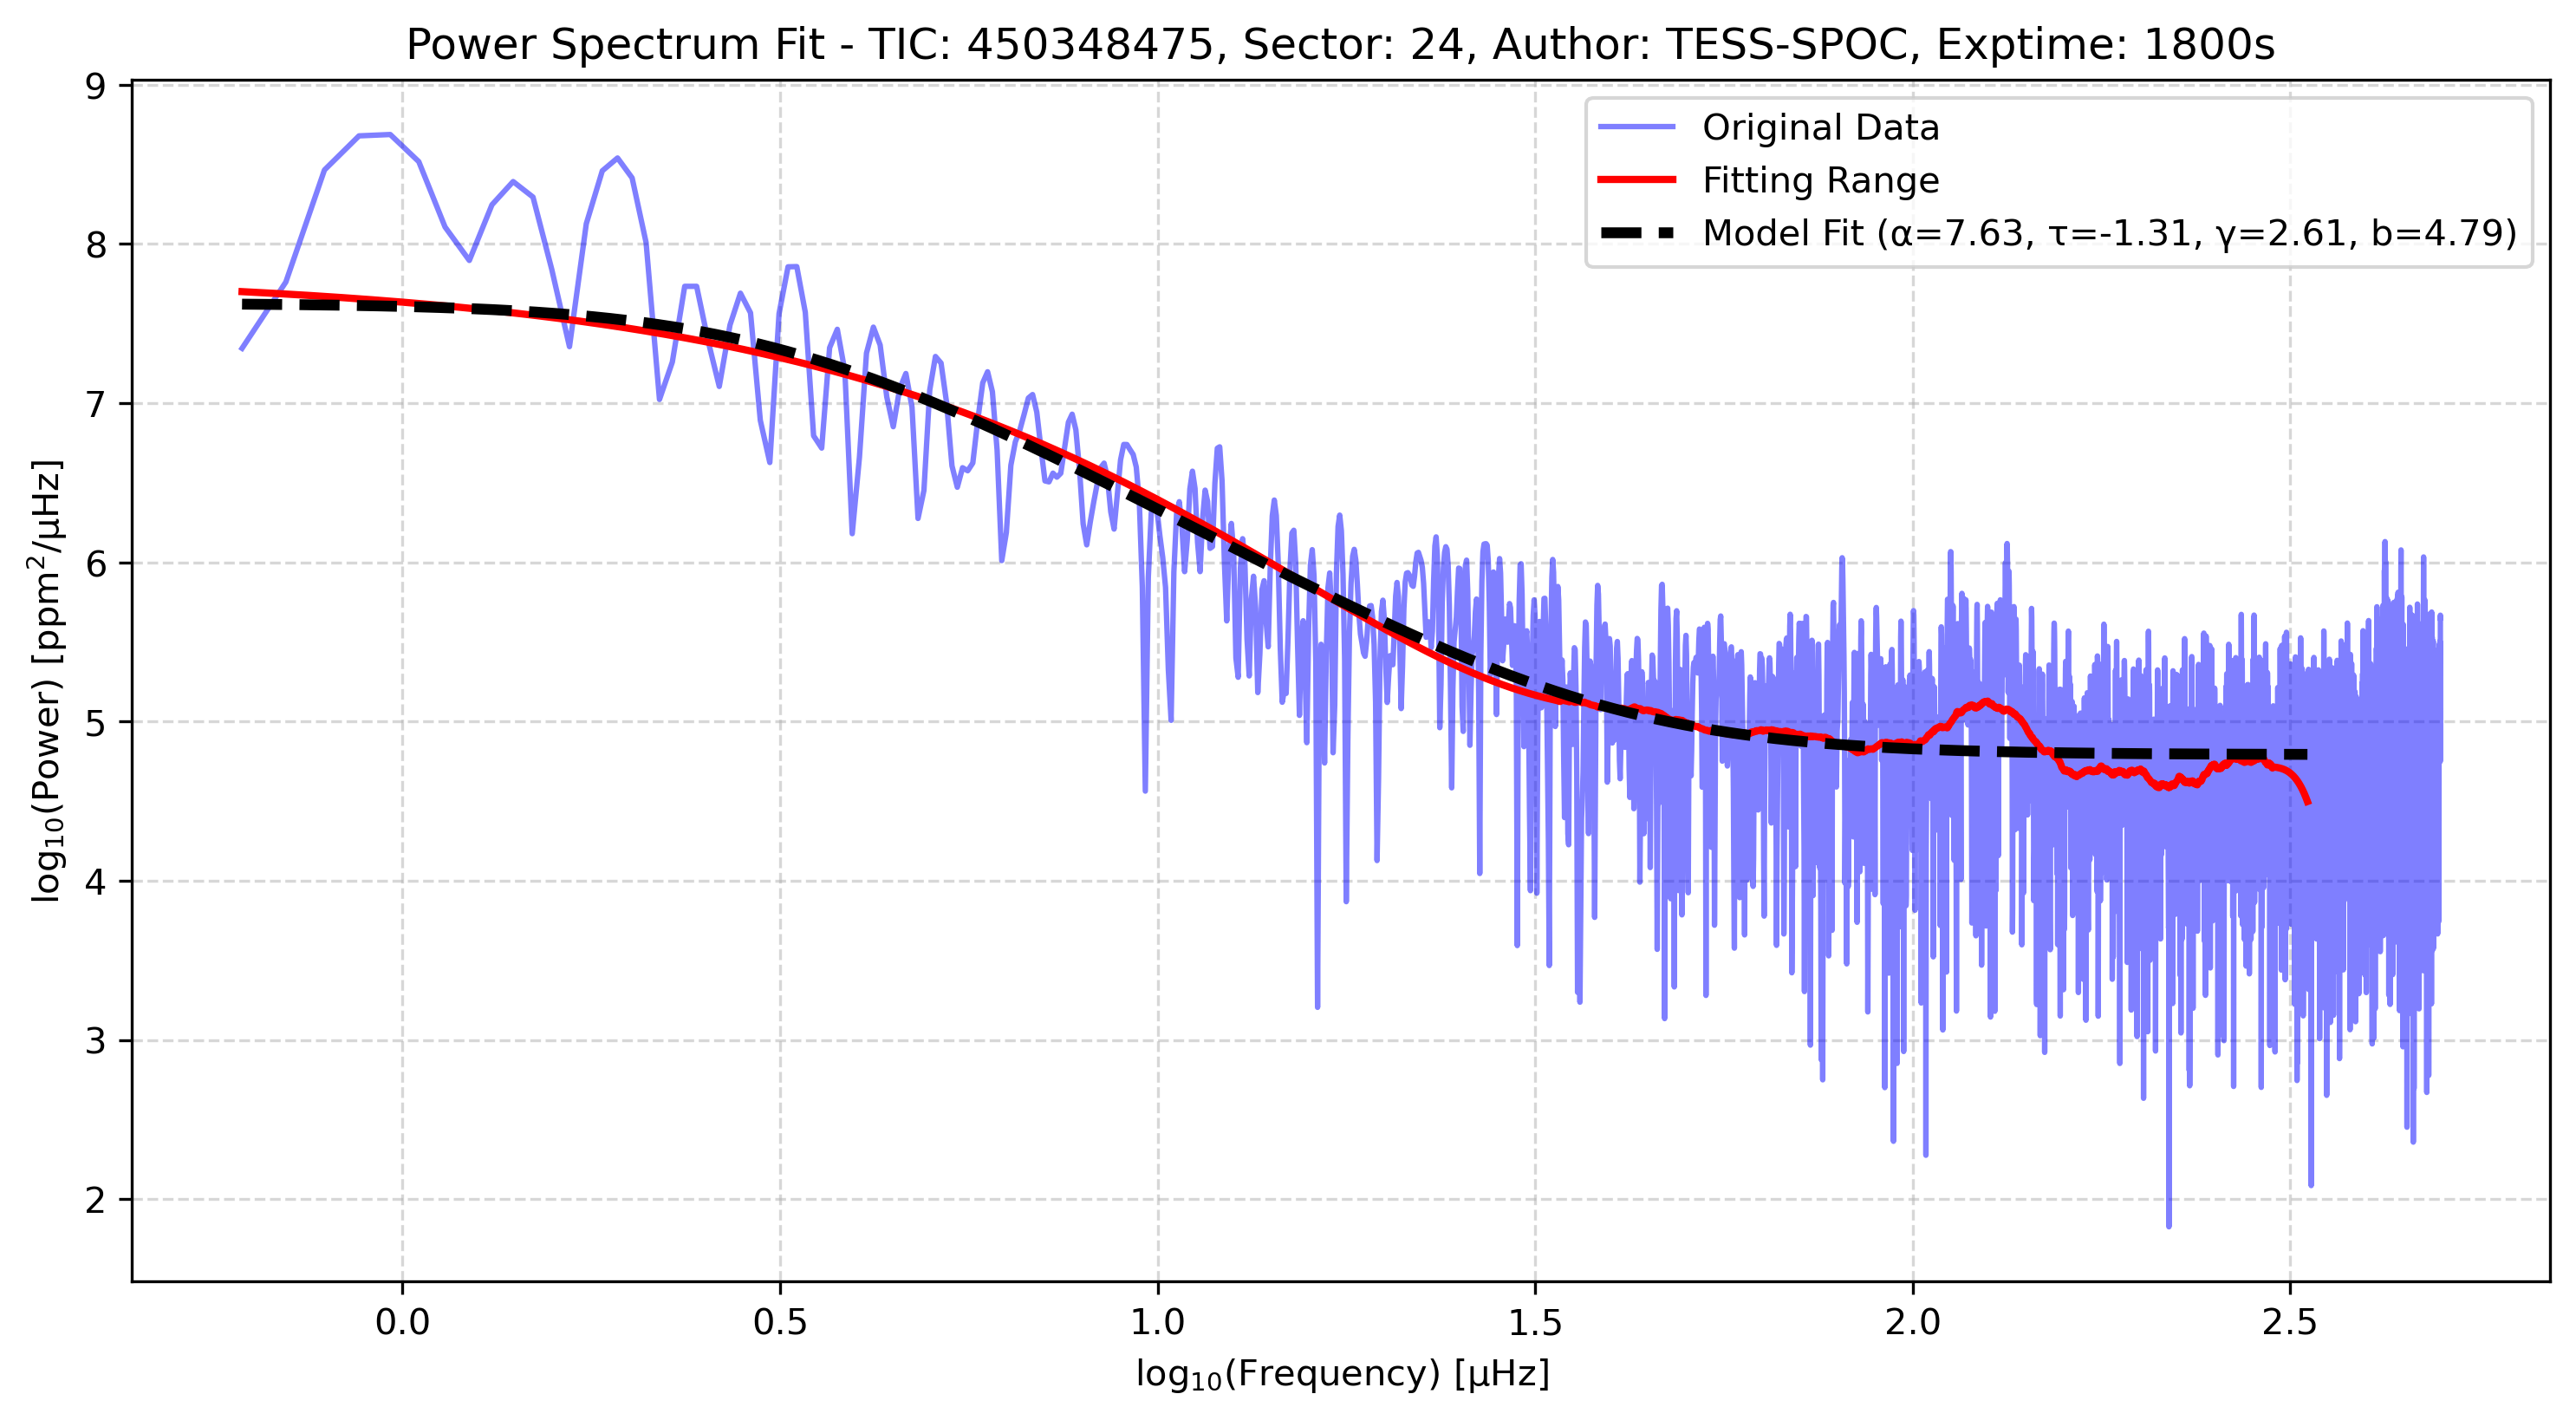 Power Spectrum Fit - TIC: 450348475, Sector: 24, Author: TESS-SPOC, Exptime: 1800s
Original Data
Fitting Range
Model Fit (α=7.63, τ=-1.31, γ=2.61, b=4.79)
log₁₀(Power) [ppm²/μHz]
9
8
7
6
5
4
3
2
0.0
0.5
1.0
1.5
2.0
2.5
log₁₀(Frequency) [μHz]